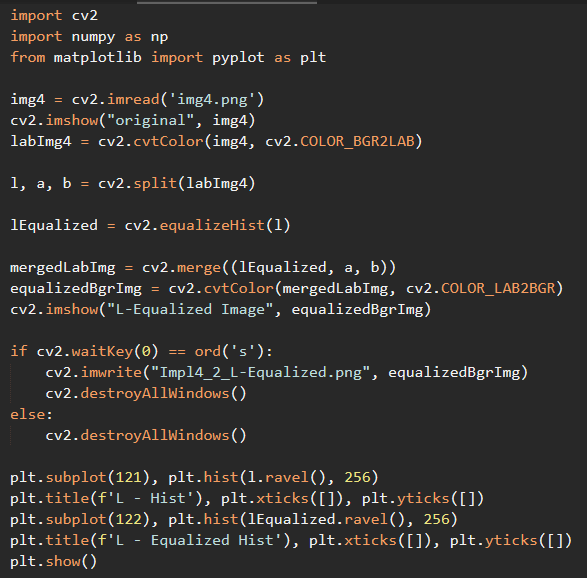 import cv2
import numpy as np
from matplotlib import pyplot as plt
img4 = cv2.imread('img4.png')
cv2.imshow("original", img4)
labImg4 = cv2.cvtColor(img4, cv2.COLOR_BGR2LAB)
l, a, b = cv2.split(labImg4)
lEqualized = cv2.equalizeHist(l)
mergedLabImg = cv2.merge((lEqualized, a, b))
equalizedBgrImg = cv2.cvtColor(mergedLabImg, cv2.COLOR_LAB2BGR)
cv2.imshow("L-Equalized Image", equalizedBgrImg)
if cv2.waitKey(0) == ord('s'):
    cv2.imwrite("Impl4_2_L-Equalized.png", equalizedBgrImg)
    cv2.destroyAllWindows()
else:
    cv2.destroyAllWindows()
plt.subplot(121), plt.hist(l.ravel(), 256)
plt.title(f'L - Hist'), plt.xticks([]), plt.yticks([])
plt.subplot(122), plt.hist(lEqualized.ravel(), 256)
plt.title(f'L - Equalized Hist'), plt.xticks([]), plt.yticks([])
plt.show()